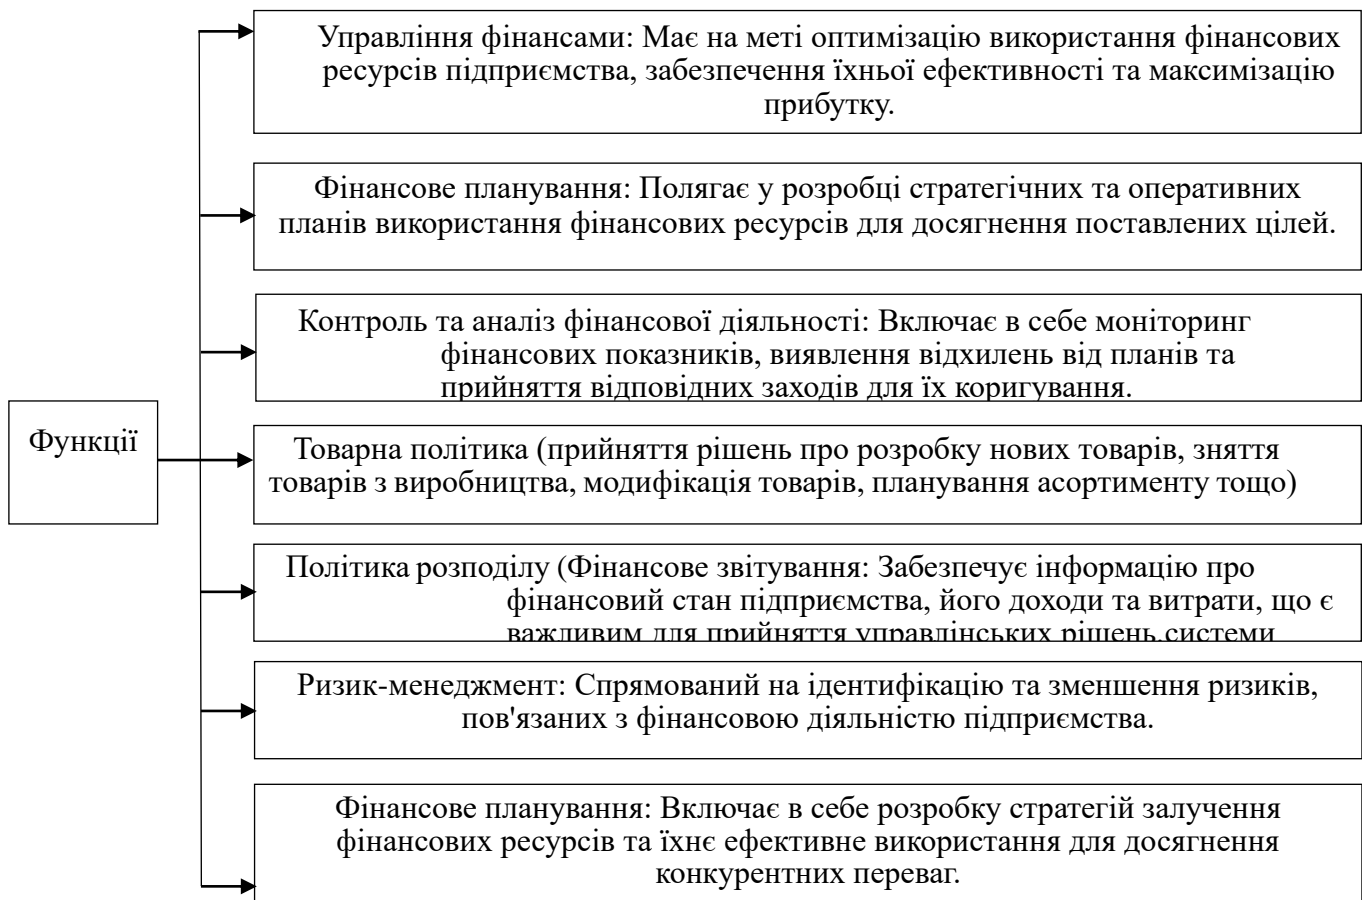 Управління фінансами: Має на меті оптимізацію використання фінансових
ресурсів підприємства, забезпечення їхньої ефективності та максимізацію
прибутку.
Фінансове планування: Полягає у розробці стратегічних та оперативних
планів використання фінансових ресурсів для досягнення поставлених цілей.
Контроль та аналіз фінансової діяльності: Включає в себе моніторинг
фінансових показників, виявлення відхилень від планів та
прийняття відповідних заходів для їх коригування.
Функції
Товарна політика (прийняття рішень про розробку нових товарів, зняття
товарів з виробництва, модифікація товарів, планування асортименту тощо)
Політика розподілу (Фінансове звітування: Забезпечує інформацію про
фінансовий стан підприємства, його доходи та витрати, що є
важливим для прийняття управлінських рішень.системи
Ризик-менеджмент: Спрямований на ідентифікацію та зменшення ризиків,
пов'язаних з фінансовою діяльністю підприємства.
Фінансове планування: Включає в себе розробку стратегій залучення
фінансових ресурсів та їхнє ефективне використання для досягнення
конкурентних переваг.